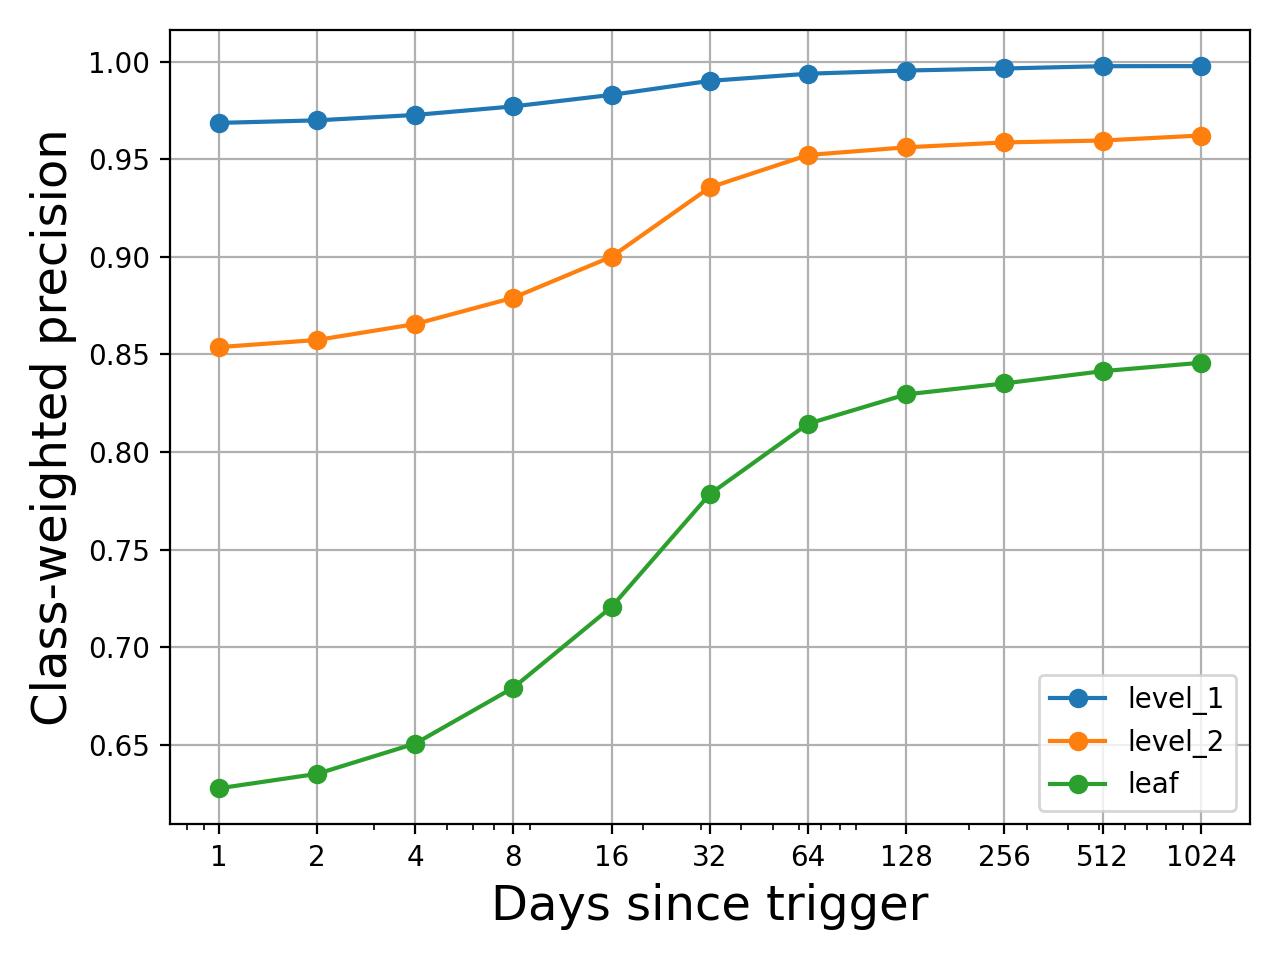 Class-weighted precision
1.00
0.95
0.90
0.85
0.80
0.75
0.70
0.65
level_1
level_2
leaf
1 2 4 8 16 32 64 128 256 512 1024
Days since trigger